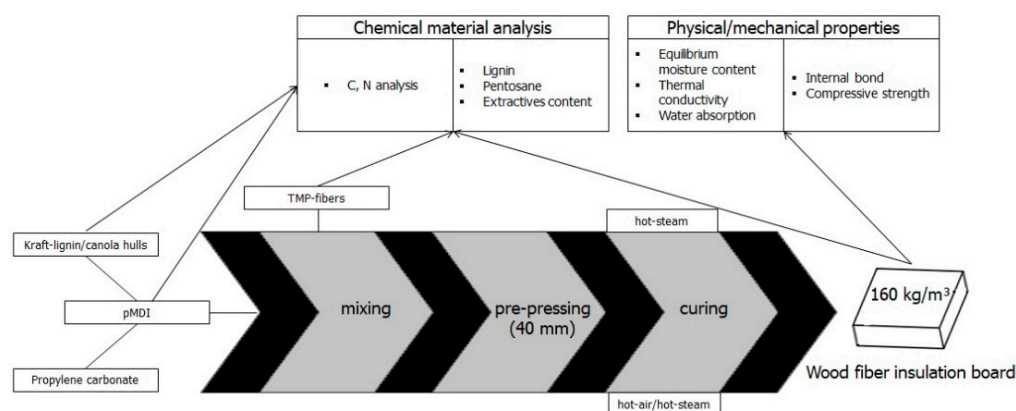 Chemical material analysis
▪ C, N analysis
▪ Lignin
▪ Pentosane
▪ Extractives content
Physical/mechanical properties
▪ Equilibrium
moisture content
▪ Thermal
conductivity
▪ Water absorption
▪ Internal bond
▪ Compressive strength
TMP-fibers
hot-steam
Kraft-lignin/canola hulls
pMDI
Propylene carbonate
mixing
pre-pressing
(40 mm)
curing
160 kg/m³
hot-air/hot-steam
Wood fiber insulation board